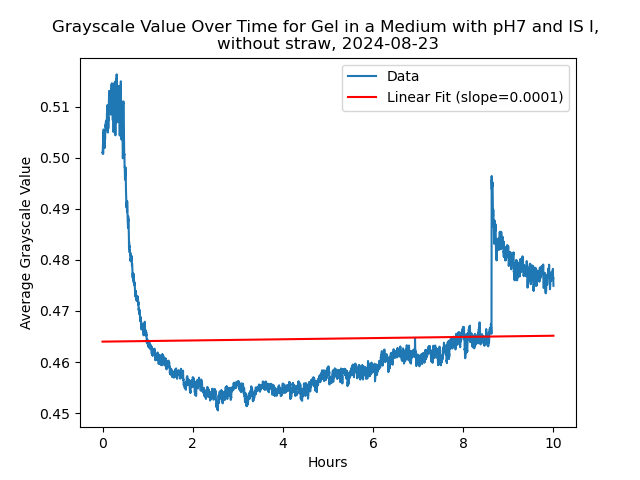 Grayscale Value Over Time for Gel in a Medium with pH7 and IS I,
without straw, 2024-08-23
Data
Linear Fit (slope=0.0001)
Average Grayscale Value
0.51
0.50
0.49
0.48
0.47
0.46
0.45
0 2 4 6 8 10
Hours